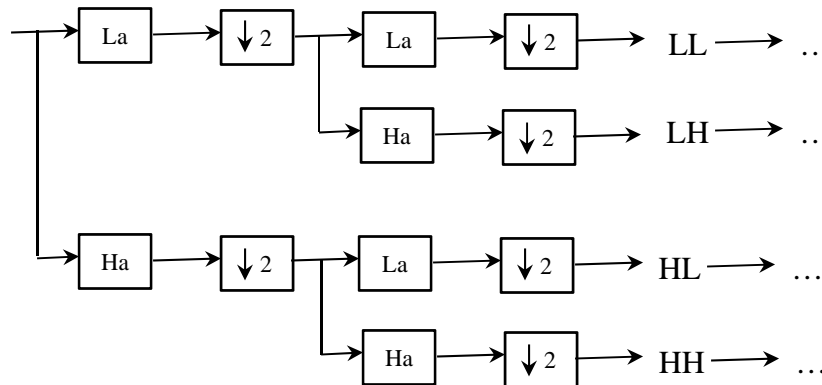 La ↓ 2 La ↓ 2 LL …
Ha ↓ 2 LH …
Ha ↓ 2 La ↓ 2 HL …
Ha ↓ 2 HH …